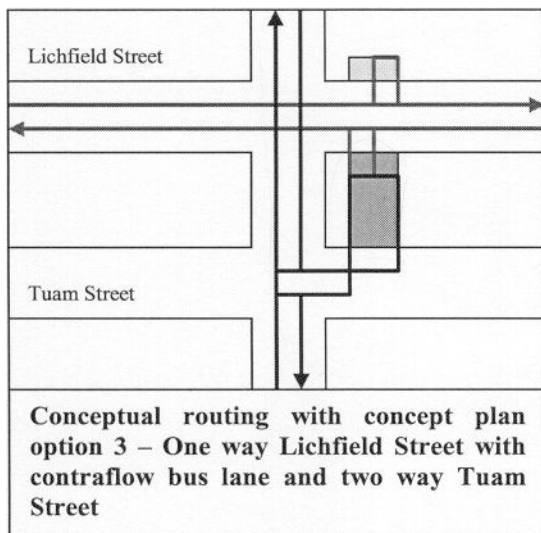 Lichfield Street
Tuam Street
Conceptual routing with concept plan
option 3 – One way Lichfield Street with
contraflow bus lane and two way Tuam
Street